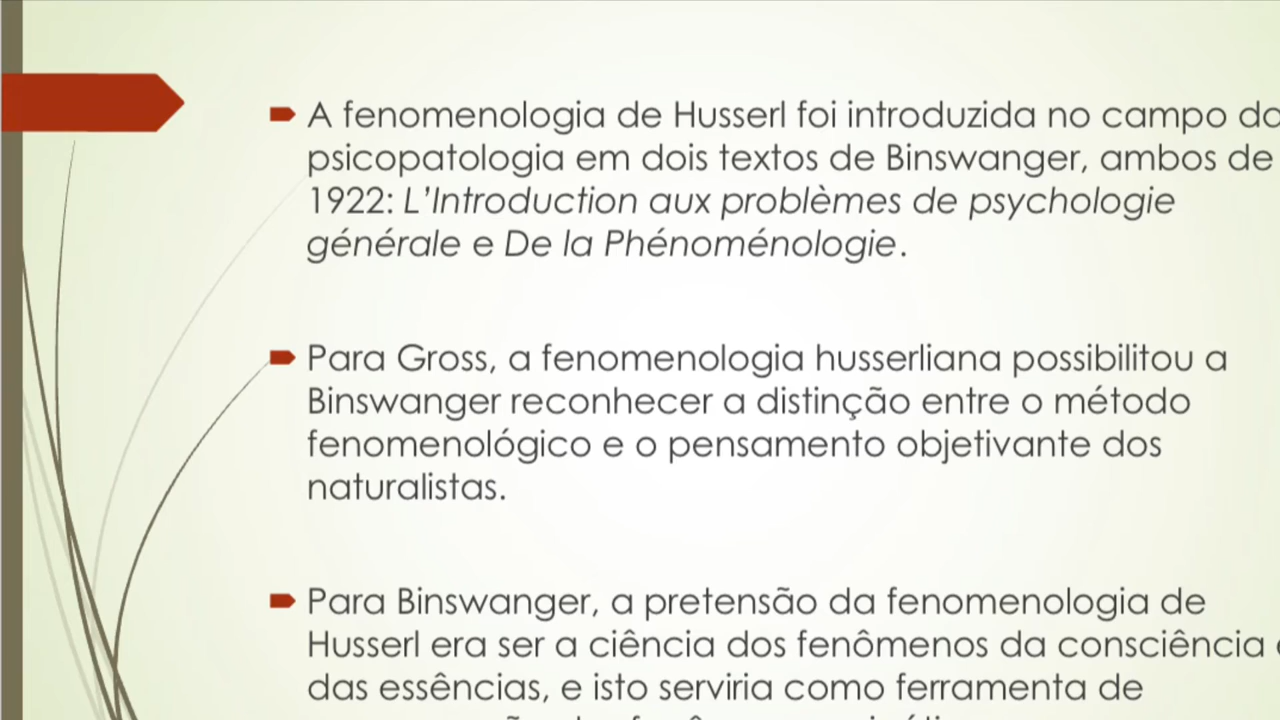 A fenomenologia de Husserl foi introduzida no campo da
psicopatologia em dois textos de Binswanger, ambos de
1922: L’Introduction aux problèmes de psychologie
générale e De la Phénoménologie.
Para Gross, a fenomenologia husserliana possibilitou a
Binswanger reconhecer a distinção entre o método
fenomenológico e o pensamento objetivante dos
naturalistas.
Para Binswanger, a pretensão da fenomenologia de
Husserl era ser a ciência dos fenômenos da consciência
das essências, e isto serviria como ferramenta de